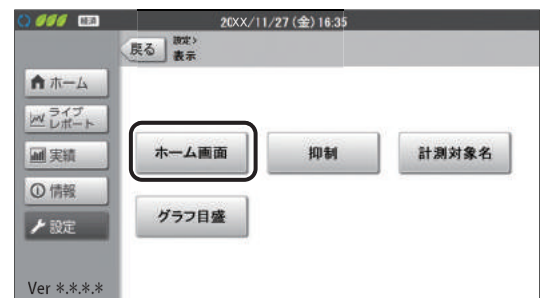 経済 20XX/11/27(金)16:35
戻る 設定>
表示
ホーム
ライブ
レポート
実績
情報
設定
ホーム画面 抑制 計測対象名
グラフ目盛
Ver *.*.*.*